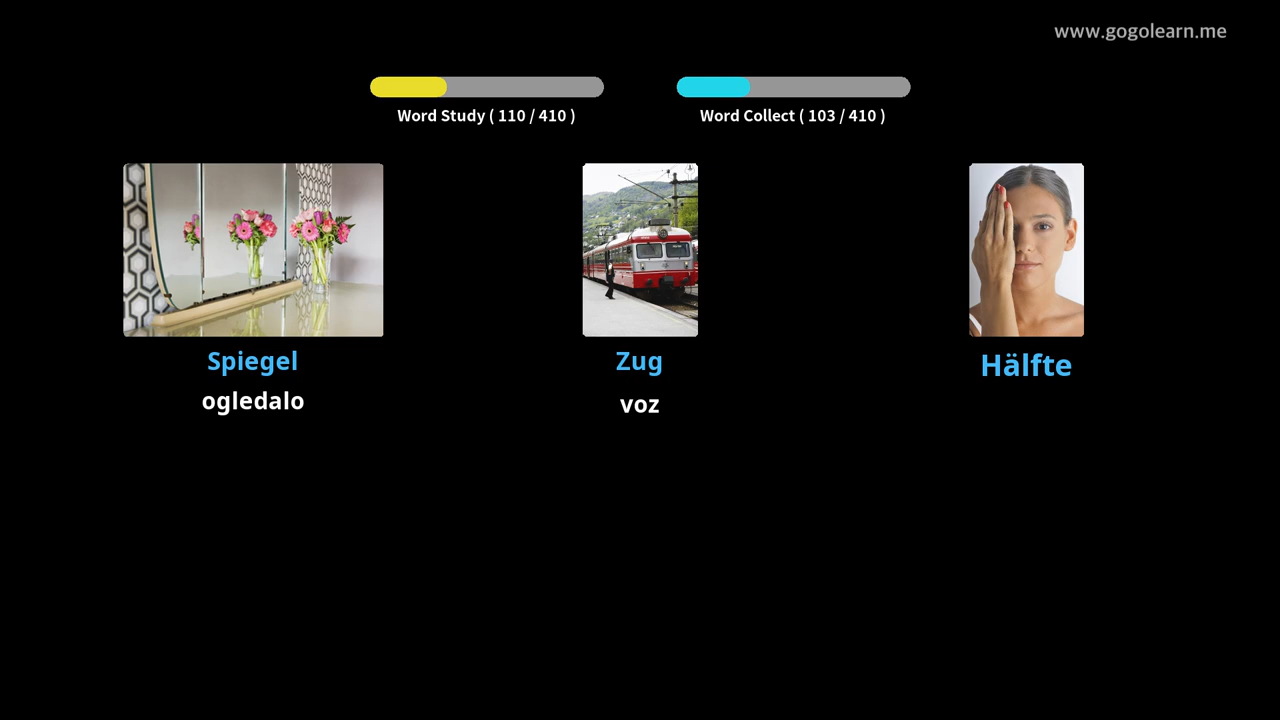 www.gogolearn.me
Word Study ( 110 / 410 )
Word Collect ( 103 / 410 )
Spiegel
Zug
Hälfte
ogledalo
voz